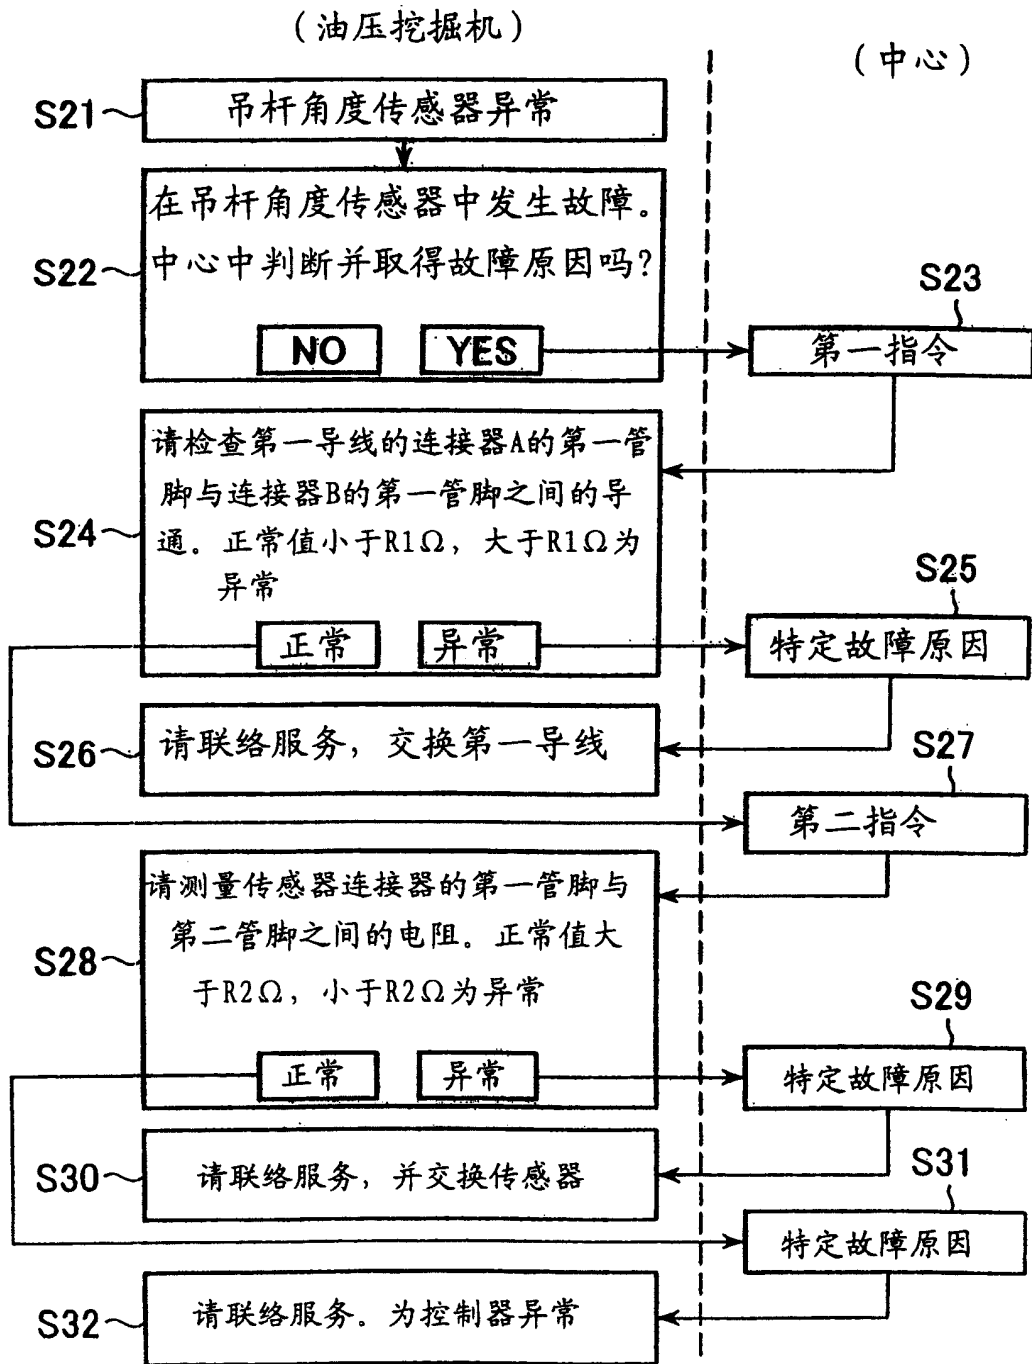 （油压挖掘机）
（中心）
S21
吊杆角度传感器异常
S22
在吊杆角度传感器中发生故障。
中心中判断并取得故障原因吗？
NO
YES
S23
第一指令
S24
请检查第一导线的连接器A的第一管
脚与连接器B的第一管脚之间的导
通。正常值小于R1Ω，大于R1Ω为
异常
正常
异常
S25
特定故障原因
S26
请联络服务，交换第一导线
S27
第二指令
S28
请测量传感器连接器的第一管脚与
第二管脚之间的电阻。正常值大
于R2Ω，小于R2Ω为异常
正常
异常
S29
特定故障原因
S30
请联络服务，并交换传感器
S31
特定故障原因
S32
请联络服务。为控制器异常